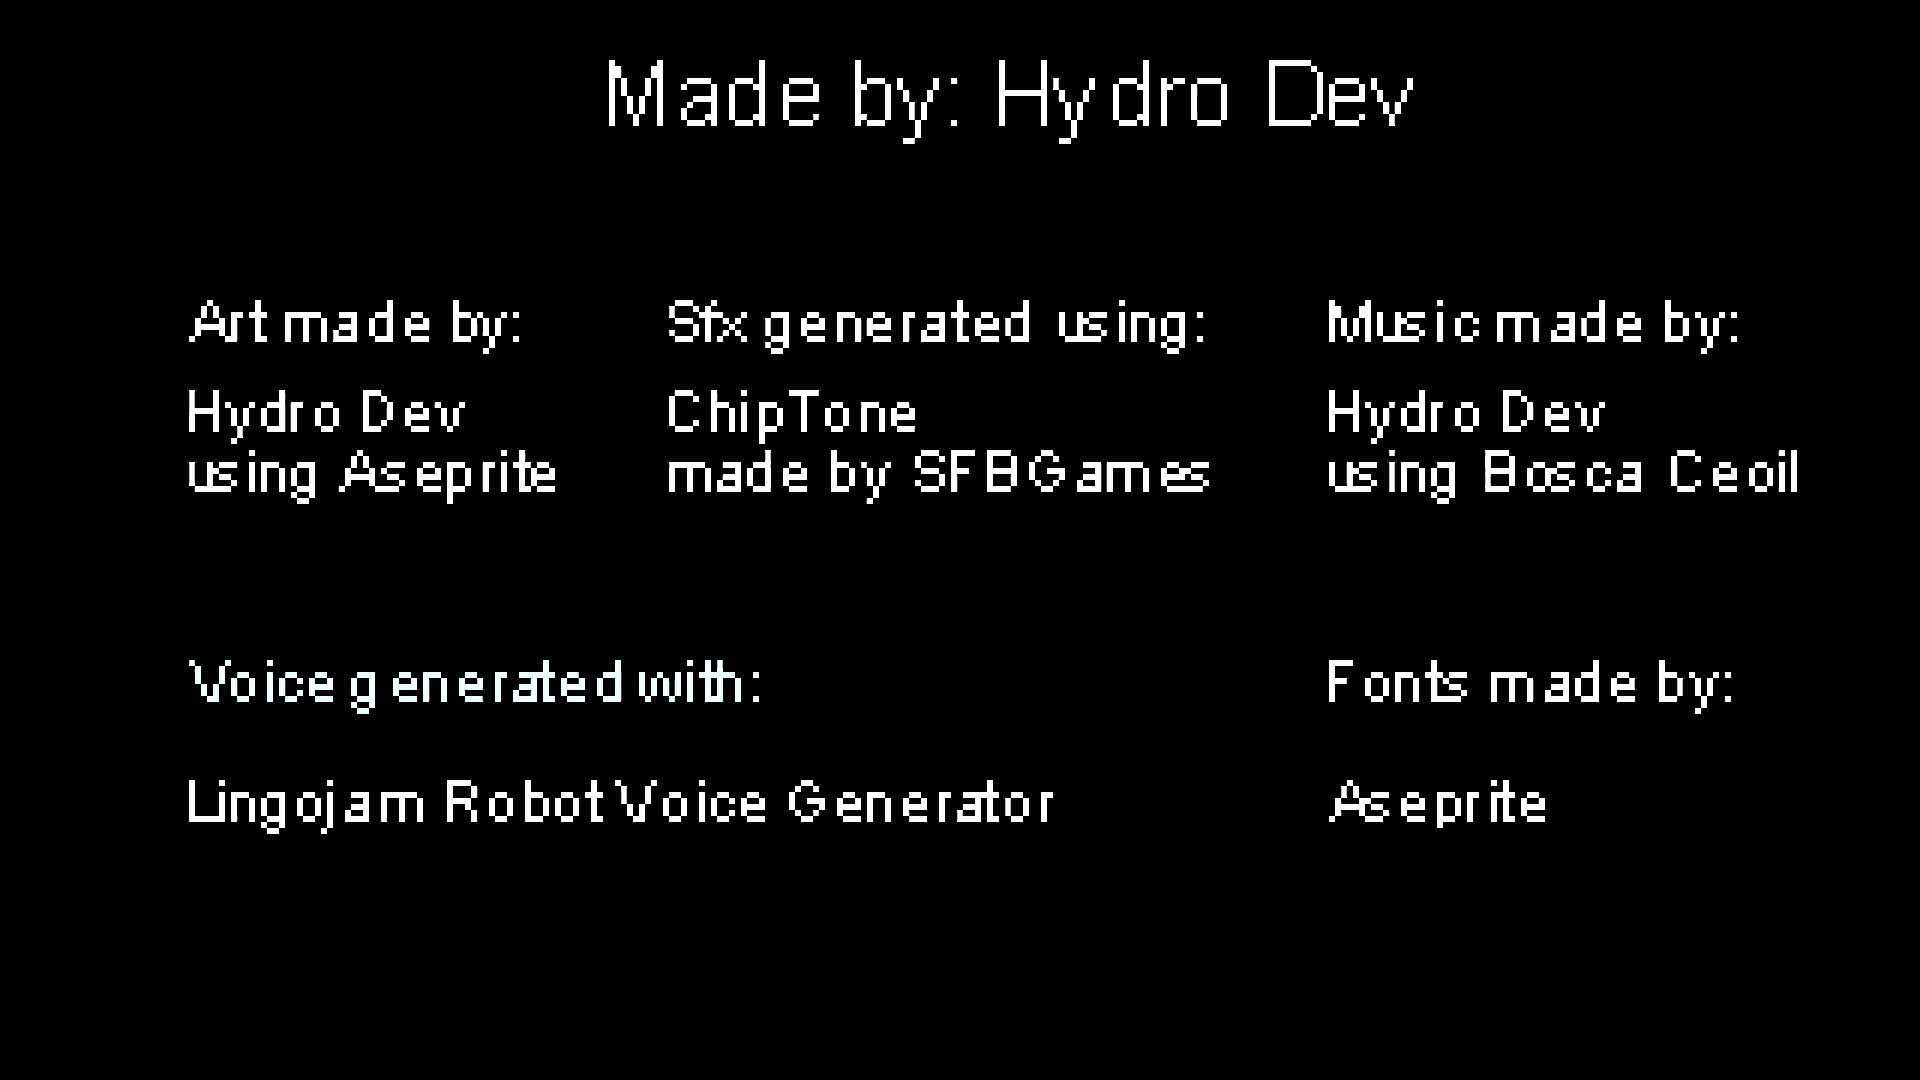 Made by: Hydro Dev
Art made by:
Hydro Dev
using Aseprite
Sfx generated using:
ChipTone
made by SFBGames
Music made by:
Hydro Dev
using Bosca Ceoil
Voice generated with:
Lingojam Robot Voice Generator
Fonts made by:
Aseprite